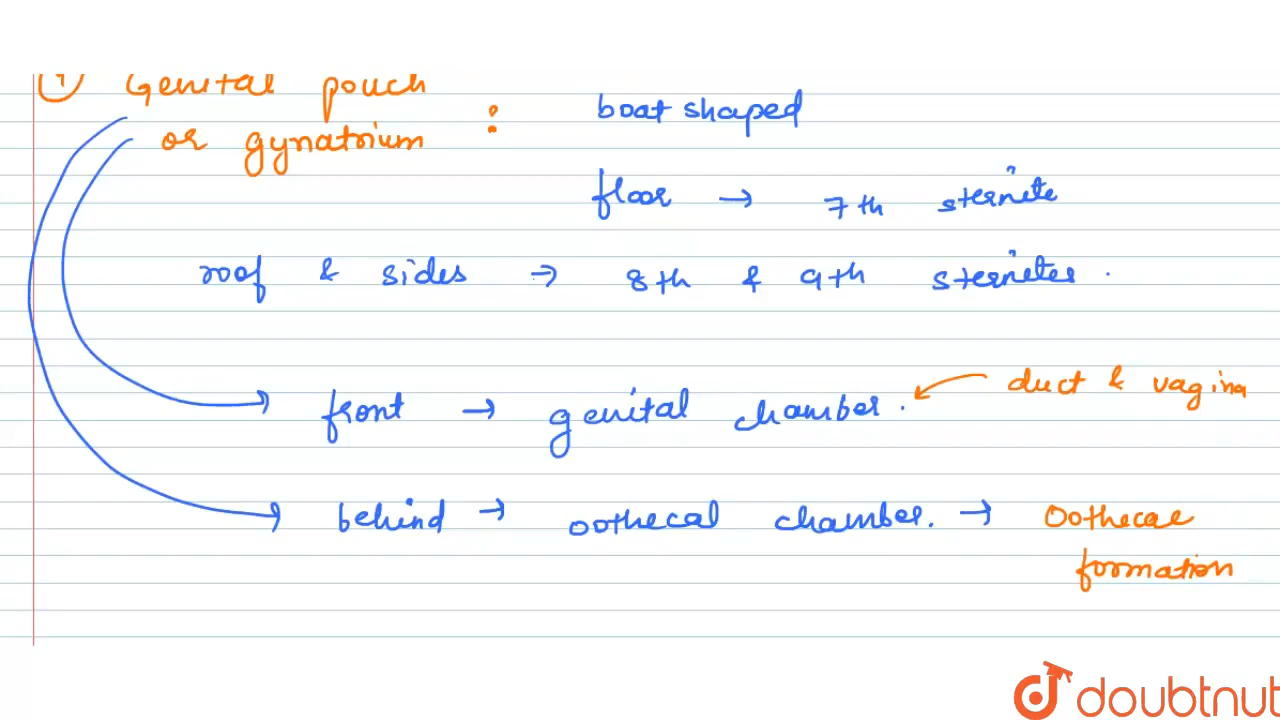 Genital pouch
or gynatrium :
boat shaped
floor → 7th sternite
roof & sides → 8th & 9th sternites.
front → genital chamber. ← duct & vagina
behind → oothecal chamber. → Oothecae
formation
doubtnut